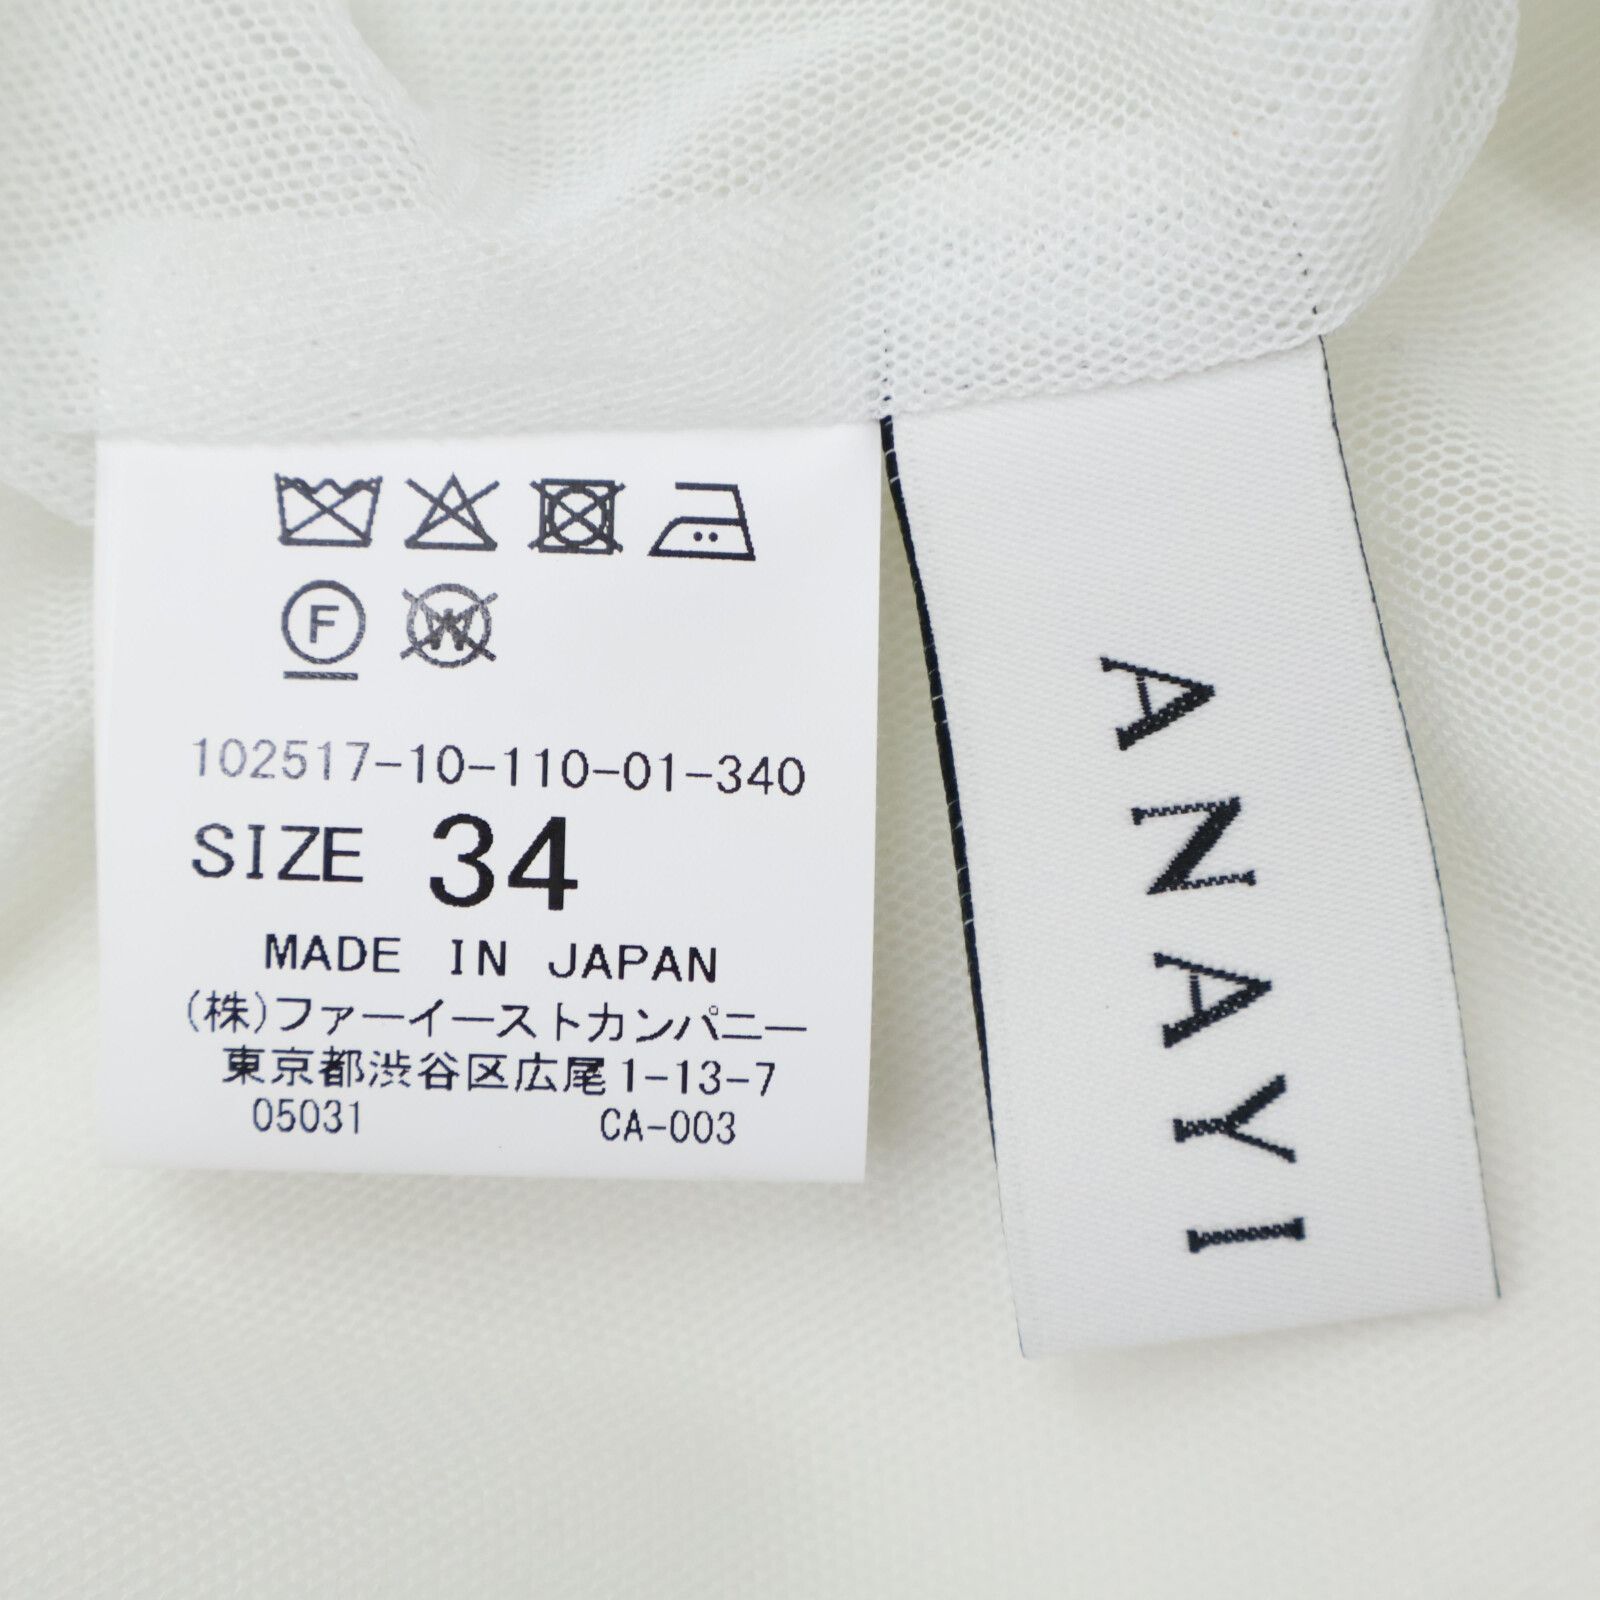 F
W
102517-10-110-01-340
SIZE 34
MADE IN JAPAN
(株)ファーイーストカンパニー
東京都渋谷区広尾1-13-7
05031 CA-003
ANAYI